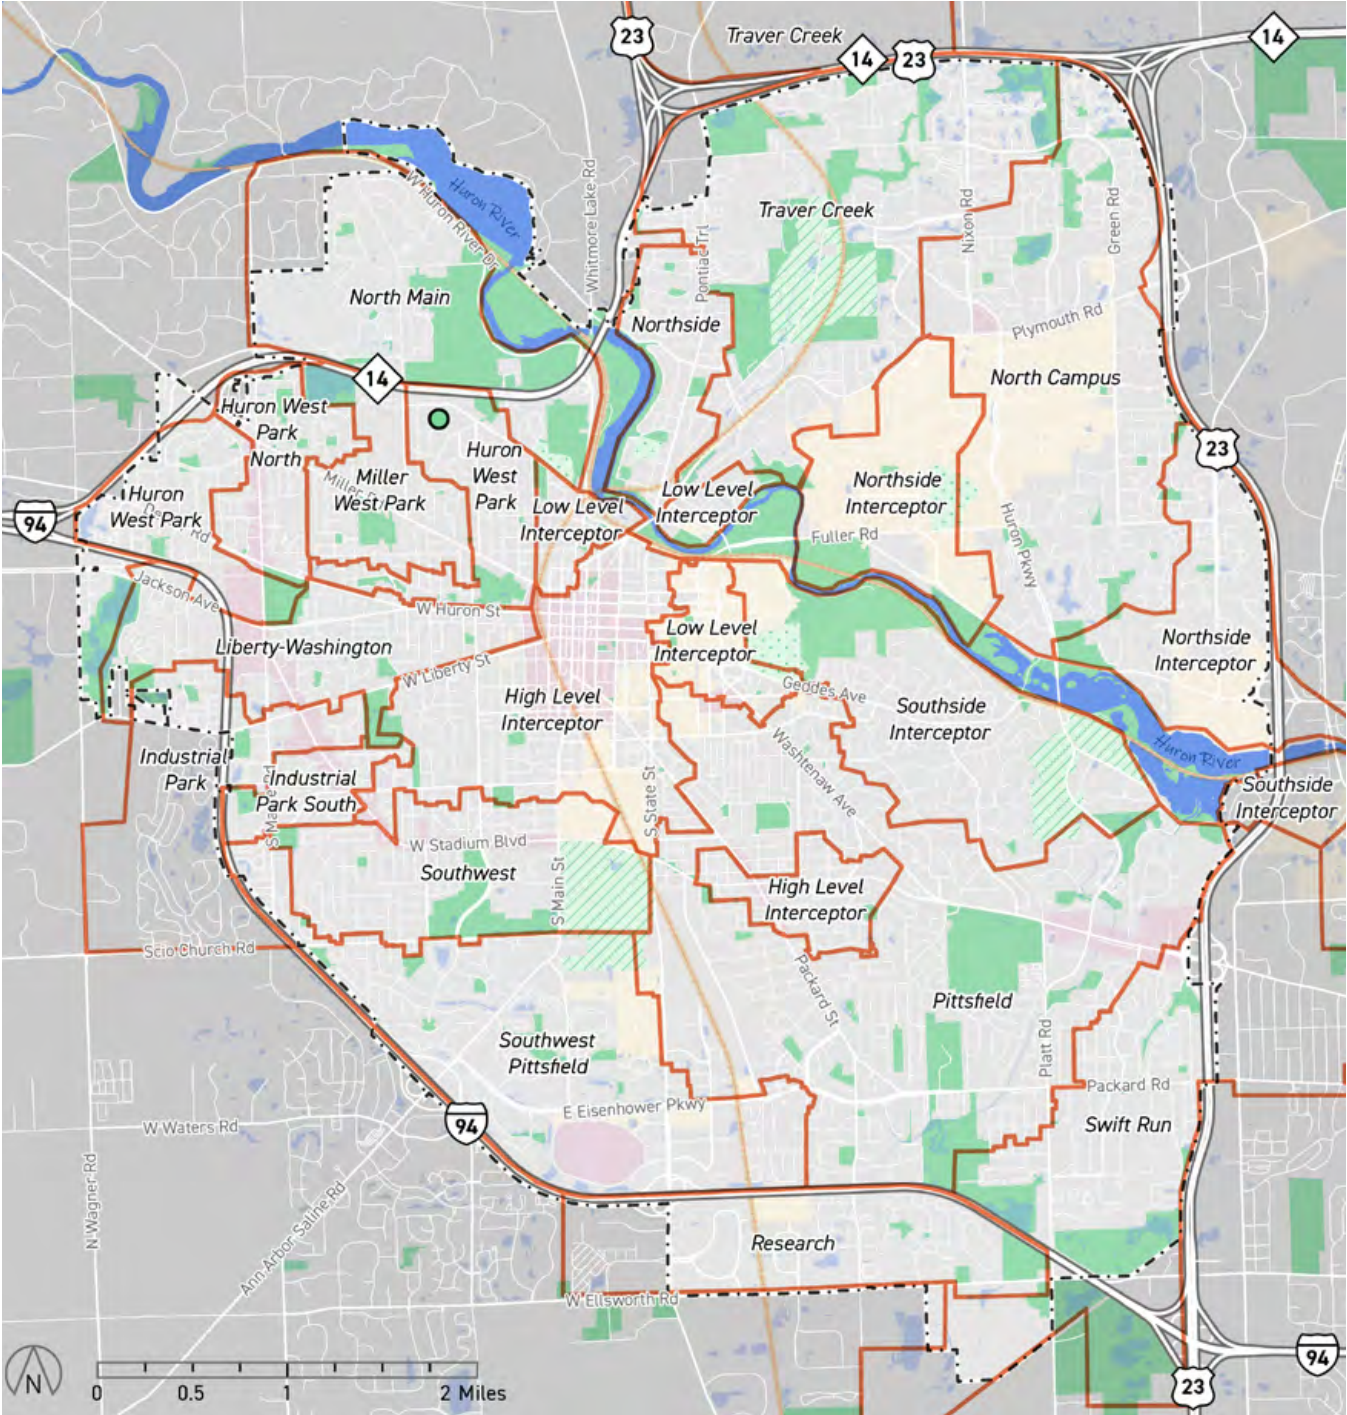 23
Traver Creek
14
23
14
Huron River
W Huron River Dr
Whitmore Lake Rd
Pontiac Trl
Traver Creek
Nixon Rd
Green Rd
North Main
Northside
Plymouth Rd
14
North Campus
Huron West
Park
North
Huron
West
Park
23
Miller
West Park
Huron
West Park
Low Level
Interceptor
Low Level
Interceptor
Northside
Interceptor
94
Fuller Rd
Huron Pkwy
Jackson Ave
W Huron St
Liberty-Washington
Low Level
Interceptor
Northside
Interceptor
W Liberty St
Geddes Ave
High Level
Interceptor
Southside
Interceptor
Washtenaw Ave
Huron River
Industrial
Park
Industrial
Park South
S State St
Southside
Interceptor
W Stadium Blvd
Southwest
S Main St
High Level
Interceptor
Scio Church Rd
Packard St
Pittsfield
Southwest
Pittsfield
Platt Rd
Packard Rd
E Eisenhower Pkwy
Swift Run
94
W Waters Rd
N Wagner Rd
Ann Arbor Saline Rd
Research
W Ellsworth Rd
94
23
N
0 0.5 1 2 Miles